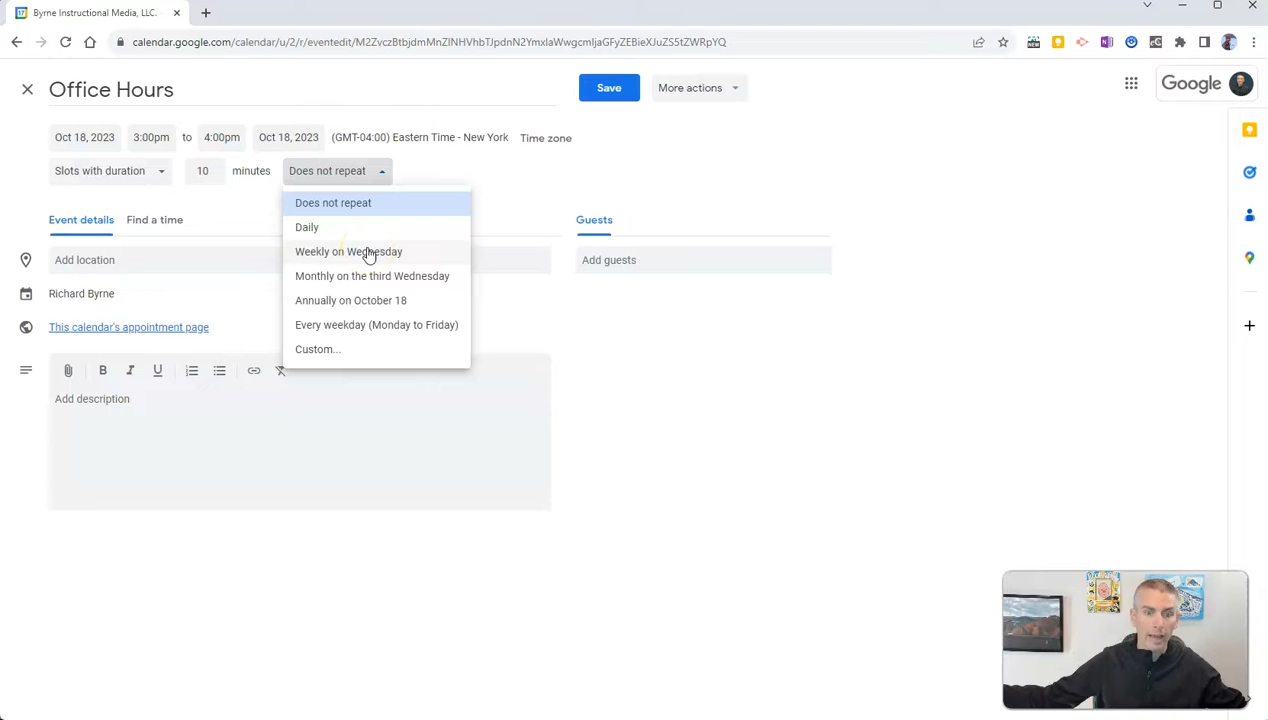 Byrne Instructional Media, LLC. -
calendar.google.com/calendar/u/2/r/eventedit/M2ZvczBtbjdmMnZlNHVhbTJpdnN2YmxlaWwgcmljaGFyZEBieXJuZS5tZWRpYQ
Office Hours
Save
More actions
Google
Oct 18, 2023 3:00pm to 4:00pm Oct 18, 2023 (GMT-04:00) Eastern Time - New York Time zone
Slots with duration 10 minutes Does not repeat
Does not repeat
Daily
Weekly on Wednesday
Monthly on the third Wednesday
Annually on October 18
Every weekday (Monday to Friday)
Custom...
Event details Find a time
Guests
Add location
Add guests
Richard Byrne
This calendar's appointment page
B I U
Add description